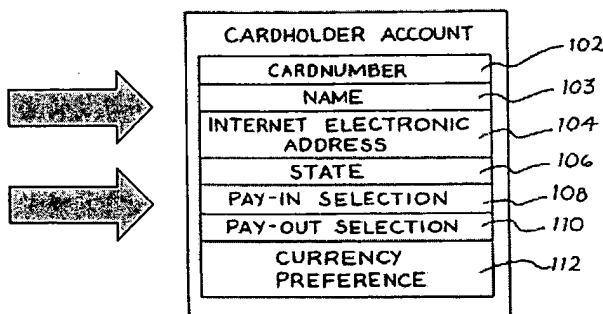 CARDHOLDER ACCOUNT
CARDNUMBER 102
NAME 103
INTERNET ELECTRONIC
ADDRESS 104
STATE 106
PAY-IN SELECTION 108
PAY-OUT SELECTION 110
CURRENCY
PREFERENCE 112